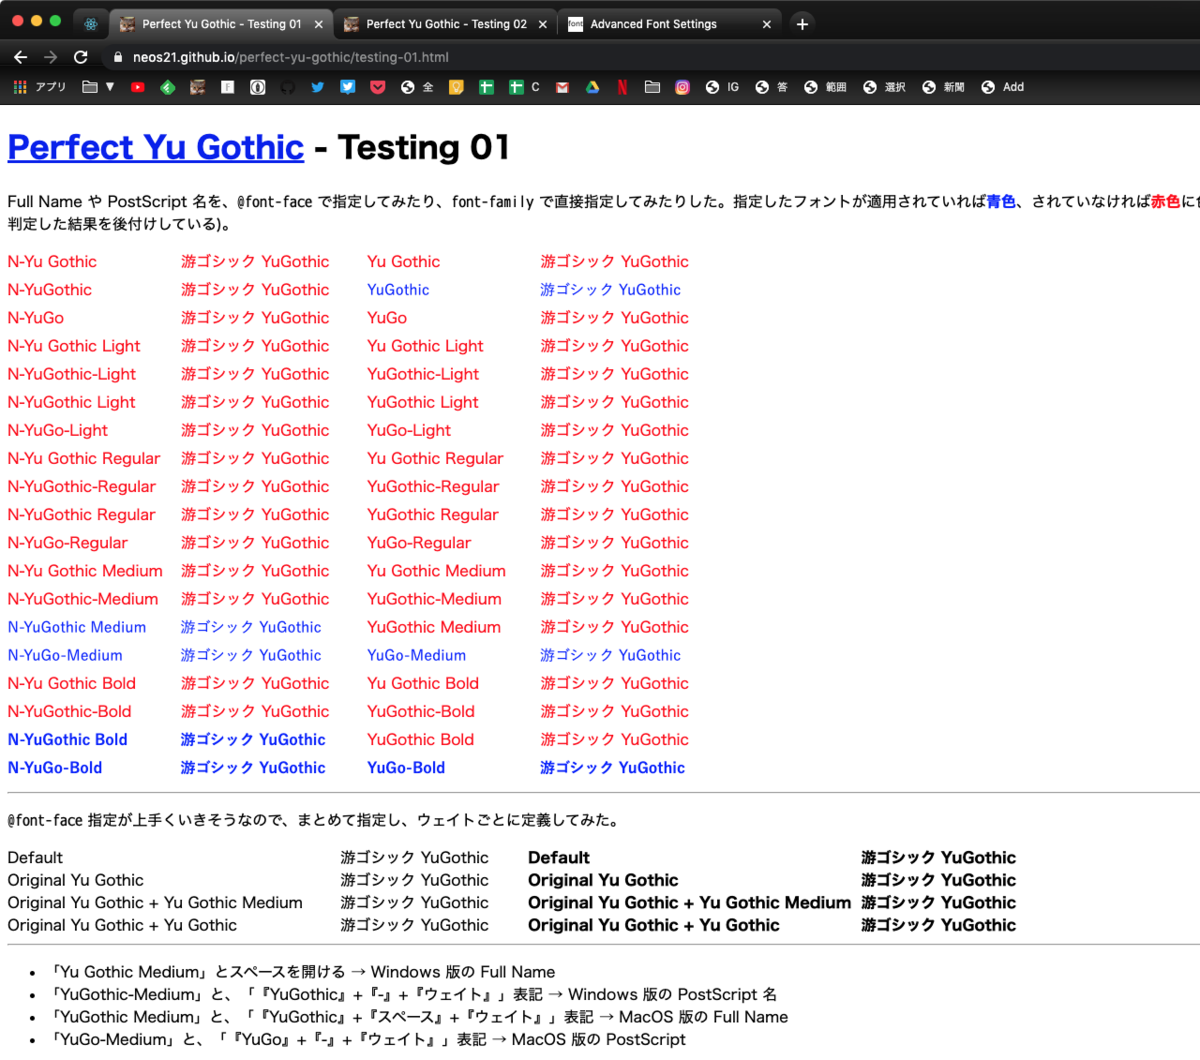 Perfect Yu Gothic - Testing 01 × Perfect Yu Gothic - Testing 02 × font Advanced Font Settings × +
neos21.github.io/perfect-yu-gothic/testing-01.html
アプリ 全 C IG 答 範囲 選択 新聞 Add
Perfect Yu Gothic - Testing 01
Full Name や PostScript 名を、@font-face で指定してみたり、font-family で直接指定してみたりした。指定したフォントが適用されていれば青色、されていなければ赤色に
判定した結果を後付けしている)。
N-Yu Gothic 游ゴシック YuGothic Yu Gothic 游ゴシック YuGothic
N-YuGothic 游ゴシック YuGothic YuGothic 游ゴシック YuGothic
N-YuGo 游ゴシック YuGothic YuGo 游ゴシック YuGothic
N-Yu Gothic Light 游ゴシック YuGothic Yu Gothic Light 游ゴシック YuGothic
N-YuGothic-Light 游ゴシック YuGothic YuGothic-Light 游ゴシック YuGothic
N-YuGothic Light 游ゴシック YuGothic YuGothic Light 游ゴシック YuGothic
N-YuGo-Light 游ゴシック YuGothic YuGo-Light 游ゴシック YuGothic
N-Yu Gothic Regular 游ゴシック YuGothic Yu Gothic Regular 游ゴシック YuGothic
N-YuGothic-Regular 游ゴシック YuGothic YuGothic-Regular 游ゴシック YuGothic
N-YuGothic Regular 游ゴシック YuGothic YuGothic Regular 游ゴシック YuGothic
N-YuGo-Regular 游ゴシック YuGothic YuGo-Regular 游ゴシック YuGothic
N-Yu Gothic Medium 游ゴシック YuGothic Yu Gothic Medium 游ゴシック YuGothic
N-YuGothic-Medium 游ゴシック YuGothic YuGothic-Medium 游ゴシック YuGothic
N-YuGothic Medium 游ゴシック YuGothic YuGothic Medium 游ゴシック YuGothic
N-YuGo-Medium 游ゴシック YuGothic YuGo-Medium 游ゴシック YuGothic
N-Yu Gothic Bold 游ゴシック YuGothic Yu Gothic Bold 游ゴシック YuGothic
N-YuGothic-Bold 游ゴシック YuGothic YuGothic-Bold 游ゴシック YuGothic
N-YuGothic Bold 游ゴシック YuGothic YuGothic Bold 游ゴシック YuGothic
N-YuGo-Bold 游ゴシック YuGothic YuGo-Bold 游ゴシック YuGothic
@font-face 指定が上手くいきそうなので、まとめて指定し、ウェイトごとに定義してみた。
Default 游ゴシック YuGothic Default 游ゴシック YuGothic
Original Yu Gothic 游ゴシック YuGothic Original Yu Gothic 游ゴシック YuGothic
Original Yu Gothic + Yu Gothic Medium 游ゴシック YuGothic Original Yu Gothic + Yu Gothic Medium 游ゴシック YuGothic
Original Yu Gothic + Yu Gothic 游ゴシック YuGothic Original Yu Gothic + Yu Gothic 游ゴシック YuGothic
• 「Yu Gothic Medium」とスペースを開ける → Windows 版の Full Name
• 「YuGothic-Medium」と、「『YuGothic』+『-』+『ウェイト』」表記 → Windows 版の PostScript 名
• 「YuGothic Medium」と、「『YuGothic』+『スペース』+『ウェイト』」表記 → MacOS 版の Full Name
• 「YuGo-Medium」と、「『YuGo』+『-』+『ウェイト』」表記 → MacOS 版の PostScript